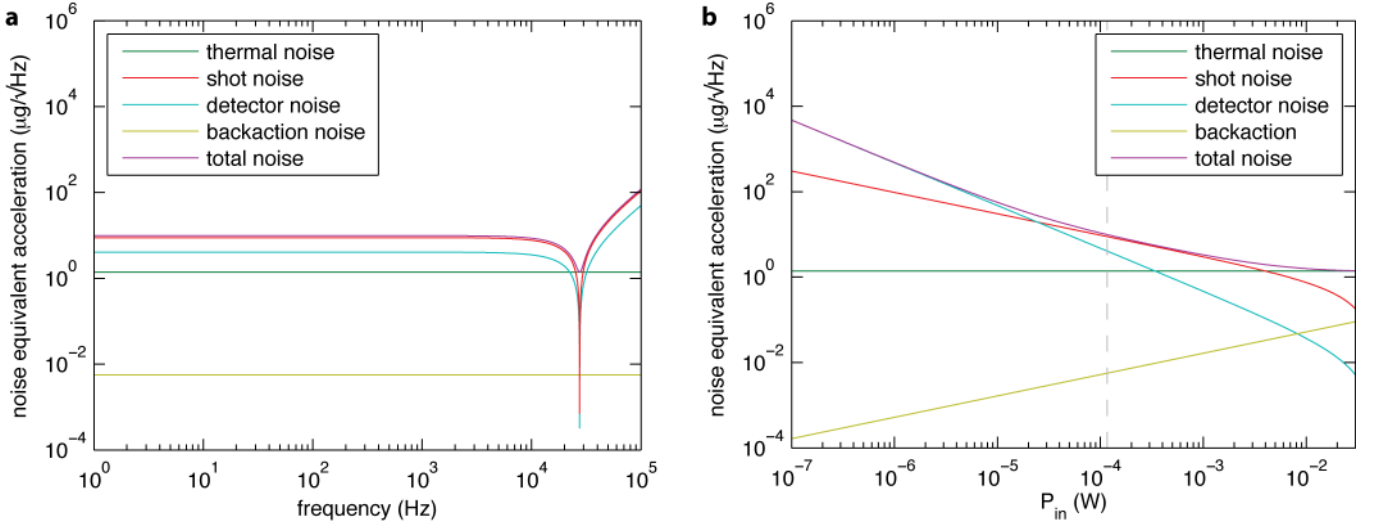 a
noise equivalent acceleration (µg/√Hz)
10^6
10^4
10^2
10^0
10^-2
10^-4
thermal noise
shot noise
detector noise
backaction noise
total noise
10^0 10^1 10^2 10^3 10^4 10^5
frequency (Hz)
b
noise equivalent acceleration (µg/√Hz)
10^6
10^4
10^2
10^0
10^-2
10^-4
thermal noise
shot noise
detector noise
backaction
total noise
10^-7 10^-6 10^-5 10^-4 10^-3 10^-2
P_in (W)